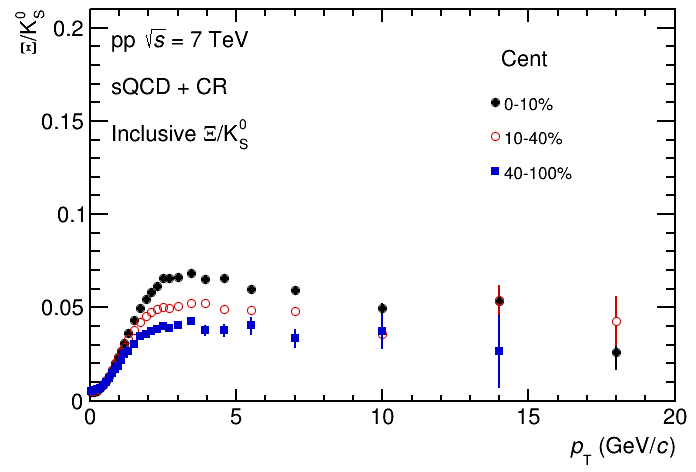 Ξ/K⁰_S
pp √s = 7 TeV
sQCD + CR
Inclusive Ξ/K⁰_S
Cent
0-10%
10-40%
40-100%
0.2
0.15
0.1
0.05
0
0 5 10 15 20
p_T (GeV/c)